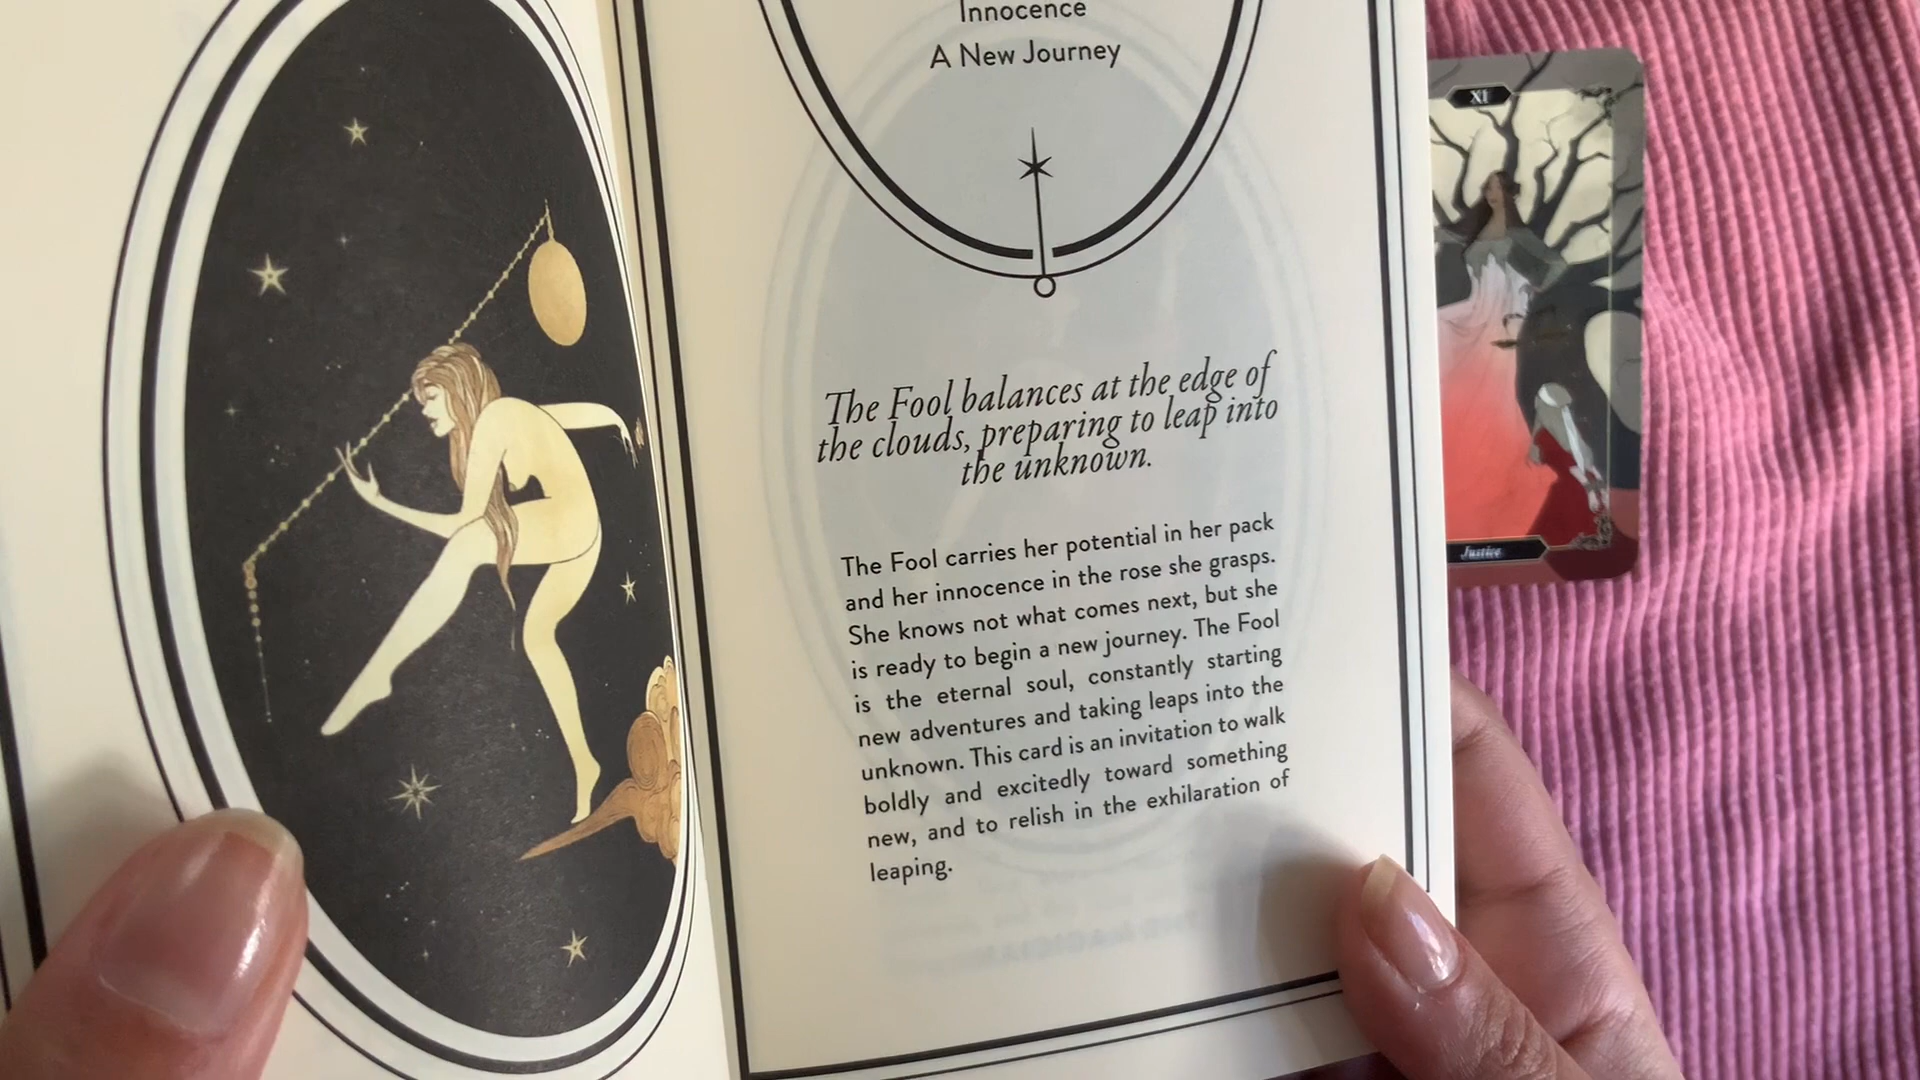 Innocence
A New Journey
The Fool balances at the edge of
the clouds, preparing to leap into
the unknown.
The Fool carries her potential in her pack
and her innocence in the rose she grasps.
She knows not what comes next, but she
is ready to begin a new journey. The Fool
is the eternal soul, constantly starting
new adventures and taking leaps into the
unknown. This card is an invitation to walk
boldly and excitedly toward something
new, and to relish in the exhilaration of
leaping.
XI
Justice